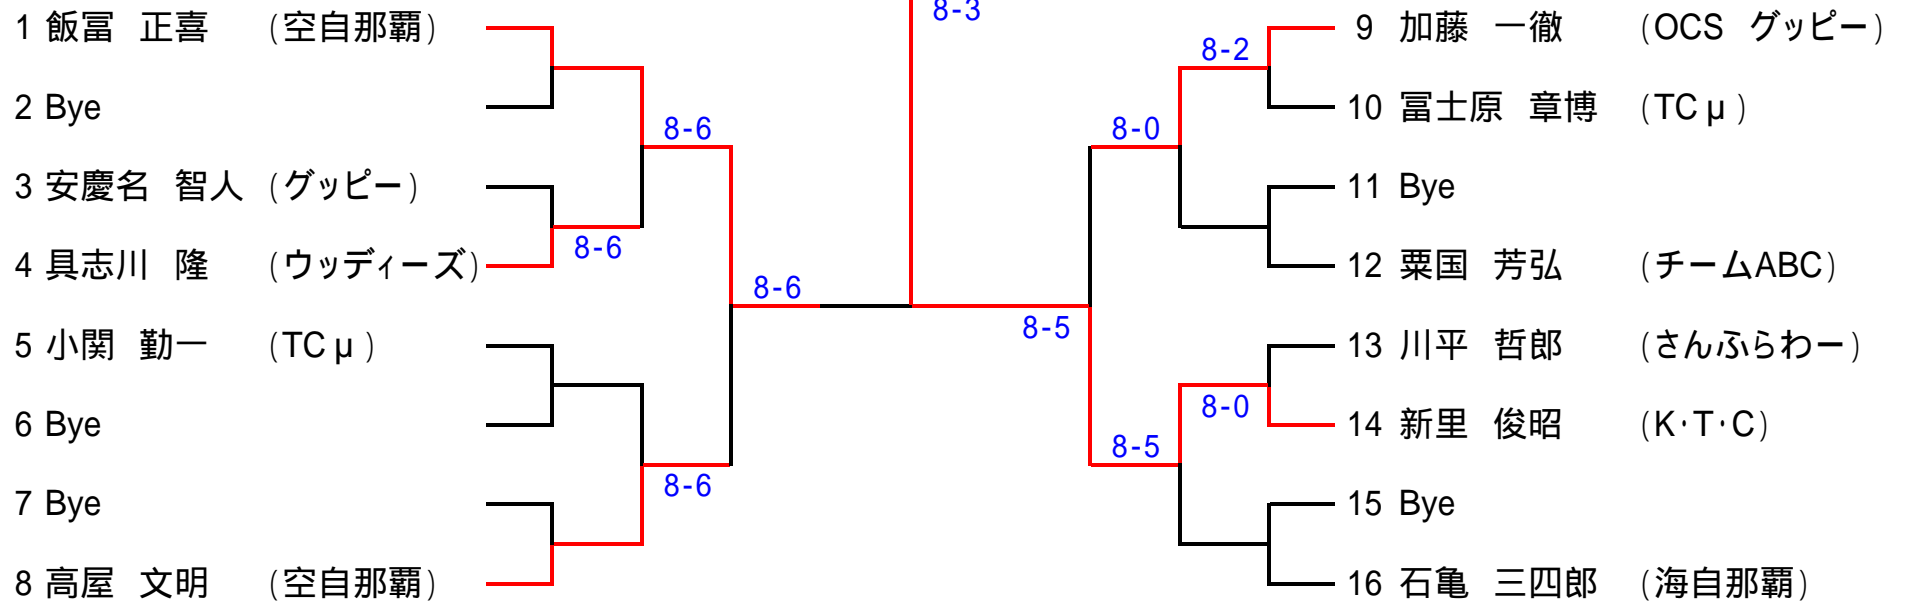 8-3
1 飯冨 正喜 (空自那覇)
2 Bye
8-6
3 安慶名 智人 (グッピー)
8-6
4 具志川 隆 (ウッディーズ)
8-6
5 小関 勤一 (TCμ)
6 Bye
8-6
7 Bye
8 高屋 文明 (空自那覇)
9 加藤 一徹 (OCS グッピー)
8-2
10 冨士原 章博 (TCμ)
8-0
11 Bye
12 粟国 芳弘 (チームABC)
8-5
13 川平 哲郎 (さんふらわー)
8-0
14 新里 俊昭 (K・T・C)
8-5
15 Bye
16 石亀 三四郎 (海自那覇)